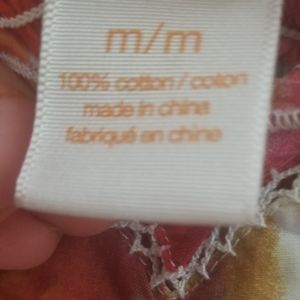 m/m
100% cotton / coton
made in china
fabriqué en chine